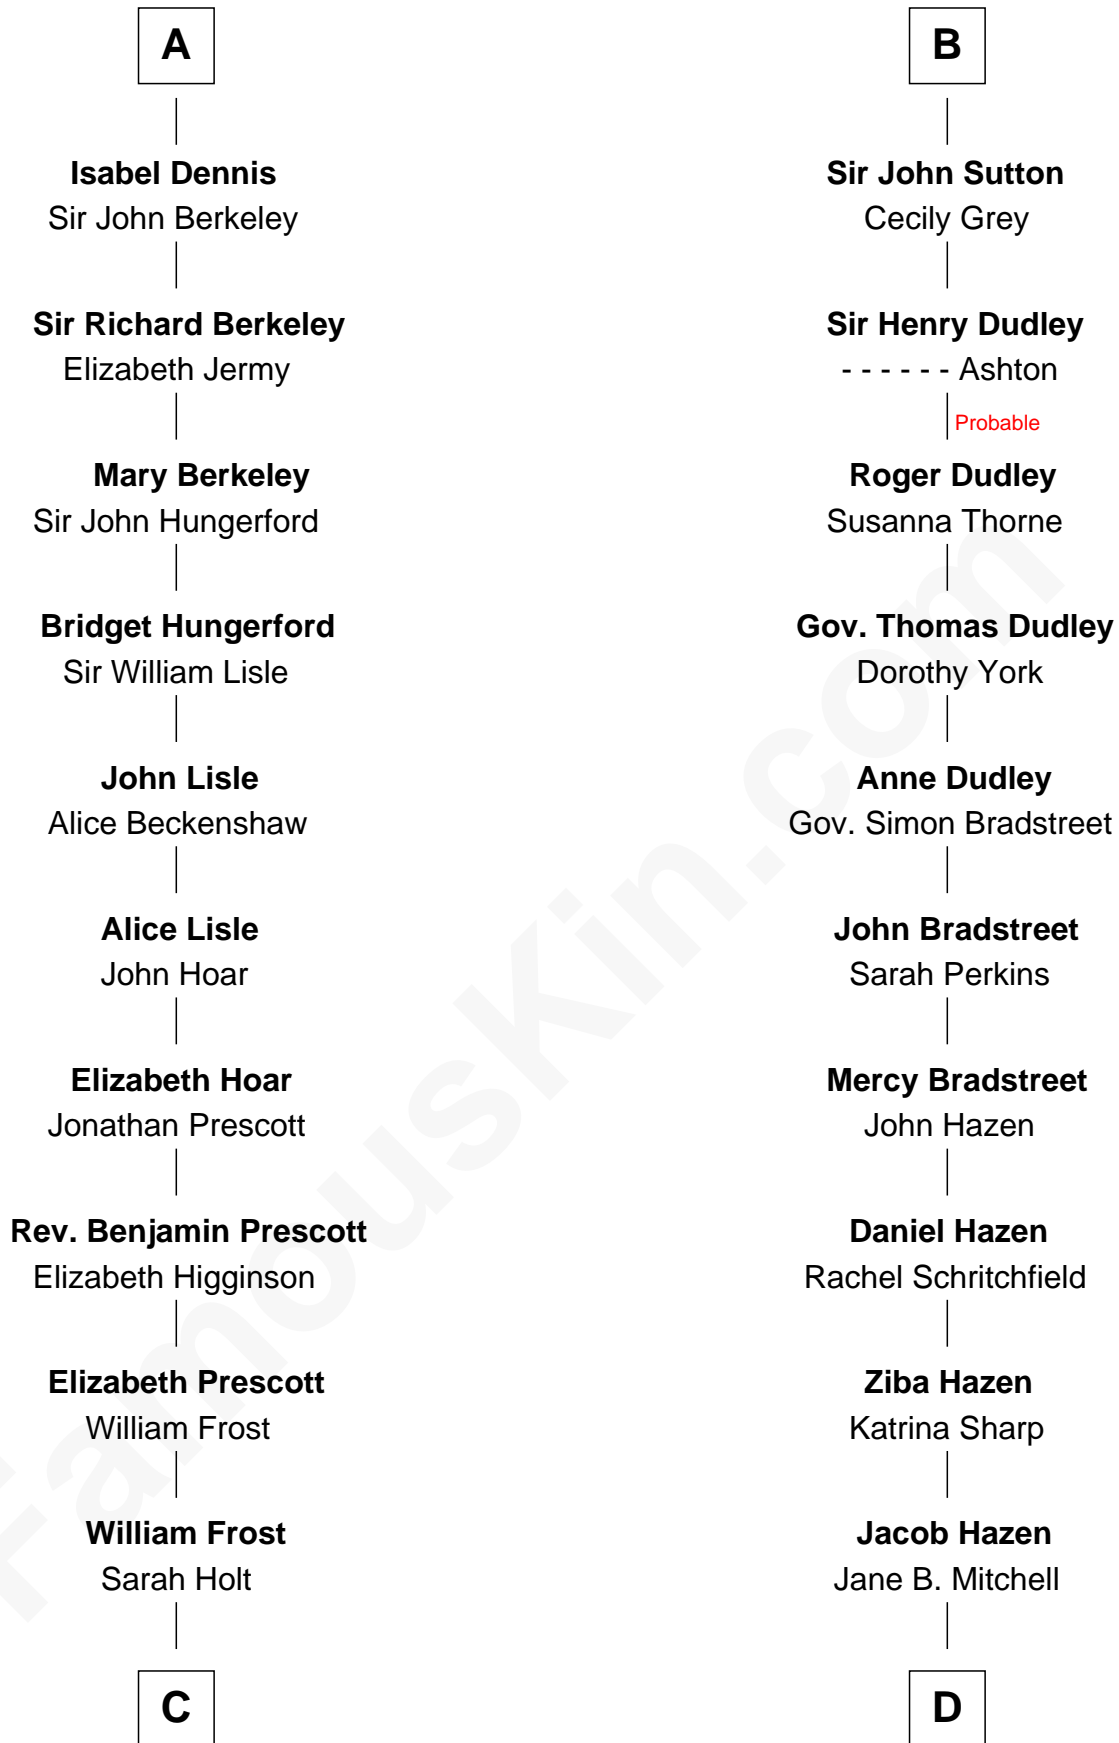 A
Isabel Dennis
Sir John Berkeley
Sir Richard Berkeley
Elizabeth Jermy
Mary Berkeley
Sir John Hungerford
Bridget Hungerford
Sir William Lisle
John Lisle
Alice Beckenshaw
Alice Lisle
John Hoar
Elizabeth Hoar
Jonathan Prescott
Rev. Benjamin Prescott
Elizabeth Higginson
Elizabeth Prescott
William Frost
William Frost
Sarah Holt
C
B
Sir John Sutton
Cecily Grey
Sir Henry Dudley
- - - - - - Ashton
Probable
Roger Dudley
Susanna Thorne
Gov. Thomas Dudley
Dorothy York
Anne Dudley
Gov. Simon Bradstreet
John Bradstreet
Sarah Perkins
Mercy Bradstreet
John Hazen
Daniel Hazen
Rachel Schritchfield
Ziba Hazen
Katrina Sharp
Jacob Hazen
Jane B. Mitchell
D
FamousKin.com